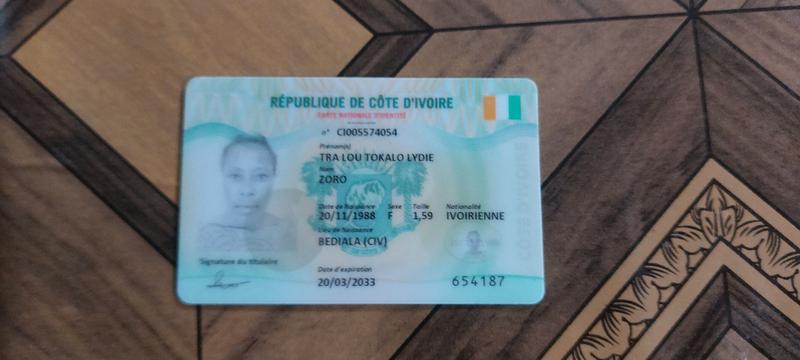 RÉPUBLIQUE DE CÔTE D'IVOIRE
CARTE NATIONALE D'IDENTITÉ
n° CI005574054
Prénom(s)
TRA LOU TOKALO LYDIE
Nom
ZORO
Date de Naissance Sexe Taille Nationalité
20/11/1988 F 1,59 IVOIRIENNE
Lieu de Naissance
BEDIALA (CIV)
Signature du titulaire
Date d'expiration
20/03/2033
654187